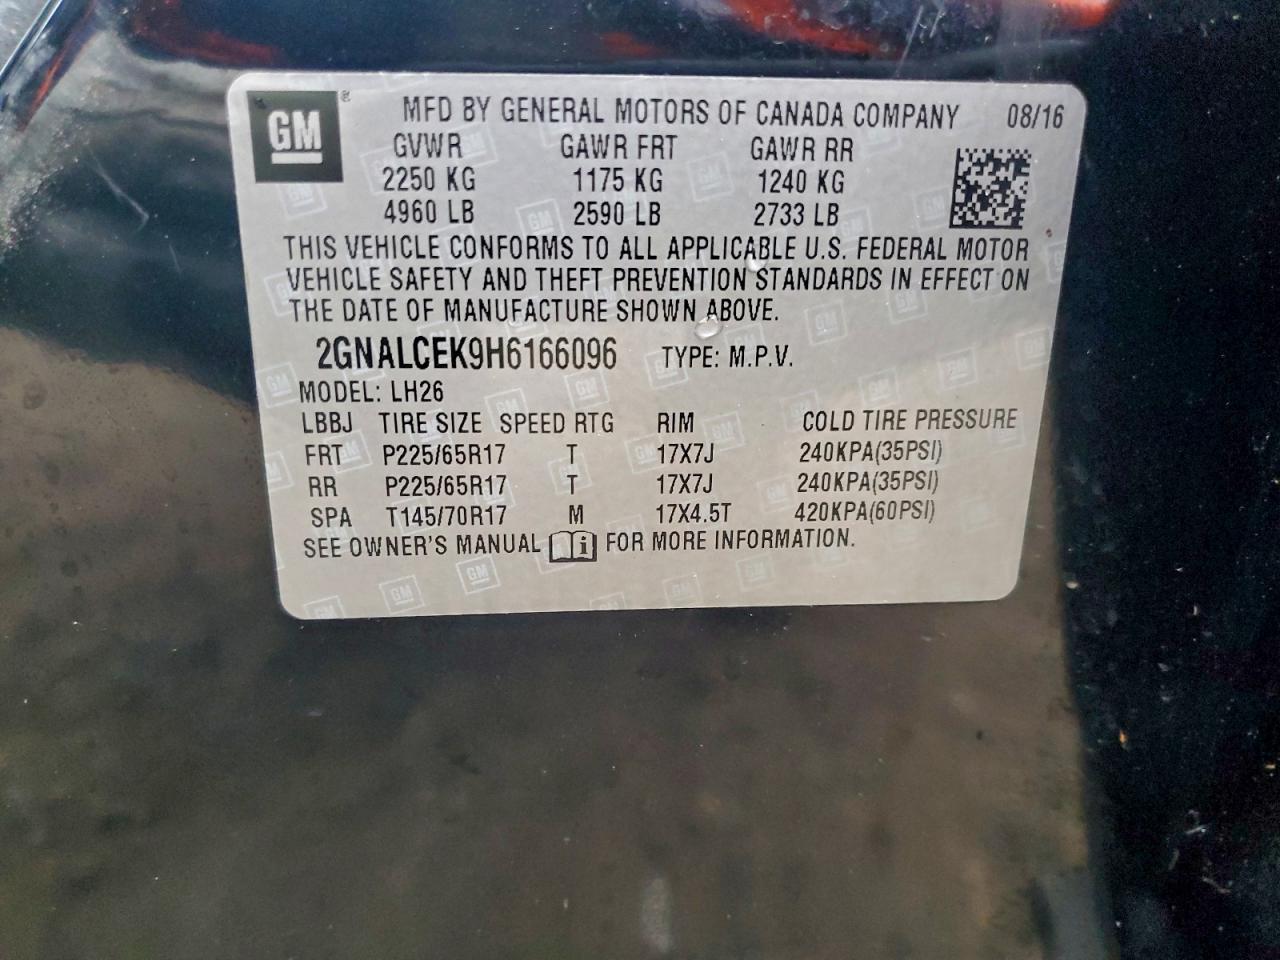 GM ®
MFD BY GENERAL MOTORS OF CANADA COMPANY 08/16
GVWR GAWR FRT GAWR RR
2250 KG 1175 KG 1240 KG
4960 LB 2590 LB 2733 LB
THIS VEHICLE CONFORMS TO ALL APPLICABLE U.S. FEDERAL MOTOR
VEHICLE SAFETY AND THEFT PREVENTION STANDARDS IN EFFECT ON
THE DATE OF MANUFACTURE SHOWN ABOVE.
2GNALCEK9H6166096 TYPE: M.P.V.
MODEL: LH26
LBBJ TIRE SIZE SPEED RTG RIM COLD TIRE PRESSURE
FRT P225/65R17 T 17X7J 240KPA(35PSI)
RR P225/65R17 T 17X7J 240KPA(35PSI)
SPA T145/70R17 M 17X4.5T 420KPA(60PSI)
SEE OWNER'S MANUAL i FOR MORE INFORMATION.